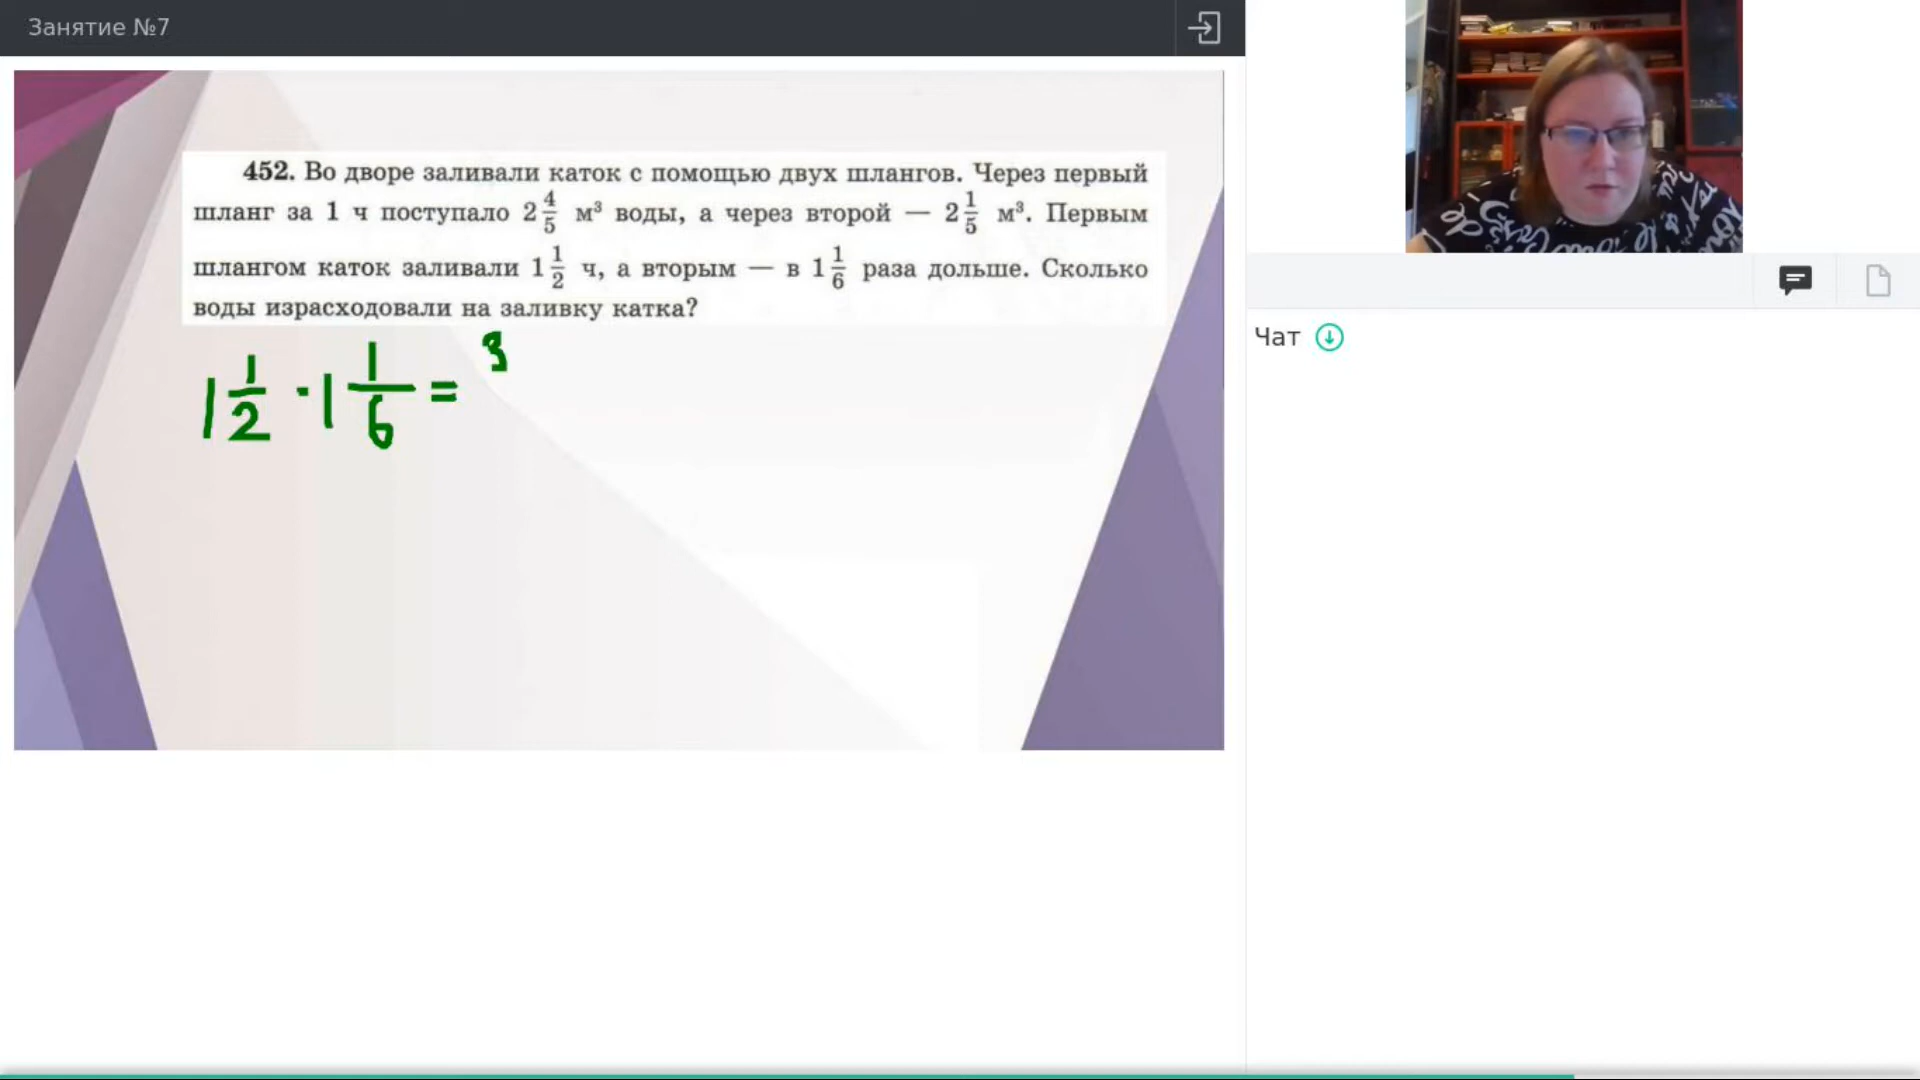 Занятие №7
452. Во дворе заливали каток с помощью двух шлангов. Через первый
шланг за 1 ч поступало 2 4/5 м³ воды, а через второй — 2 1/5 м³. Первым
шлангом каток заливали 1 1/2 ч, а вторым — в 1 1/6 раза дольше. Сколько
воды израсходовали на заливку катка?
1 1/2 · 1 1/6 = 3
Чат